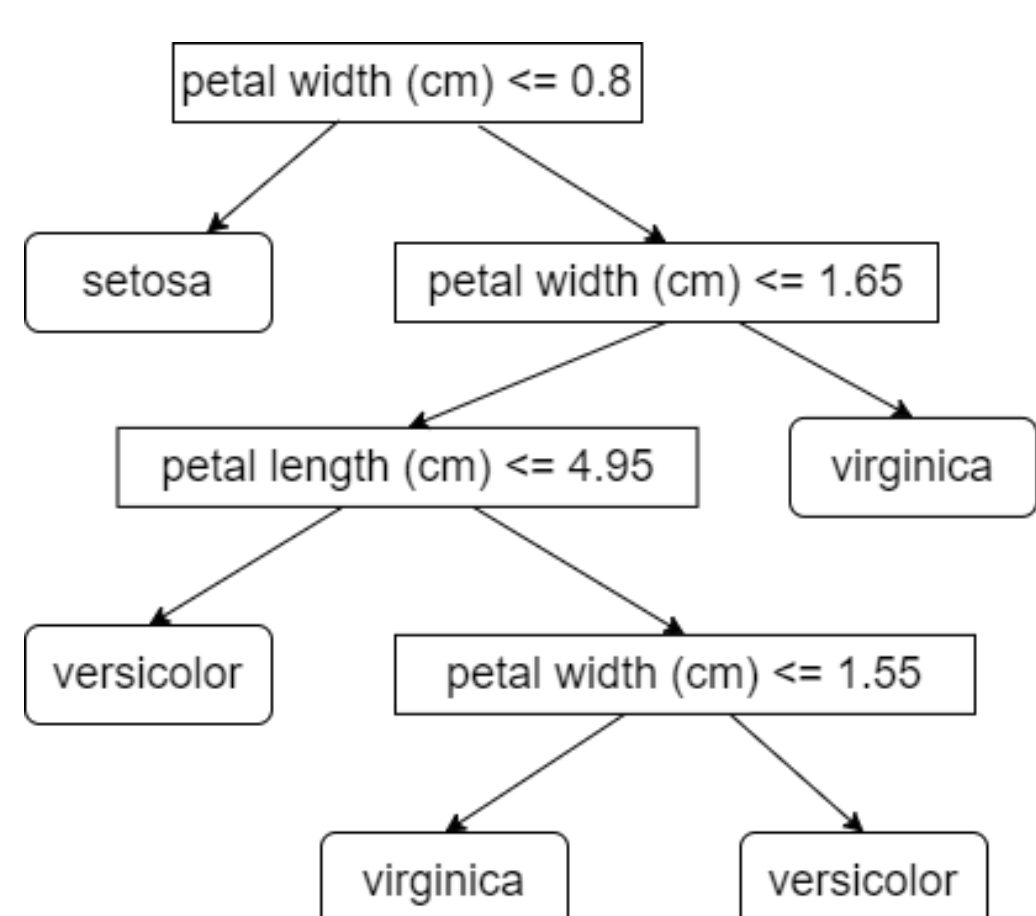 petal width (cm) <= 0.8
setosa
petal width (cm) <= 1.65
petal length (cm) <= 4.95
virginica
versicolor
petal width (cm) <= 1.55
virginica
versicolor